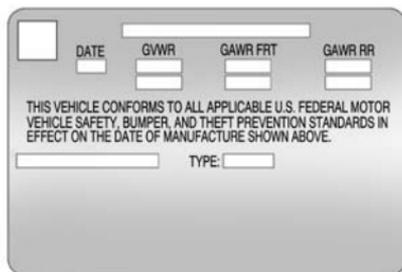 DATE GVWR GAWR FRT GAWR RR
THIS VEHICLE CONFORMS TO ALL APPLICABLE U.S. FEDERAL MOTOR
VEHICLE SAFETY, BUMPER, AND THEFT PREVENTION STANDARDS IN
EFFECT ON THE DATE OF MANUFACTURE SHOWN ABOVE.
TYPE: